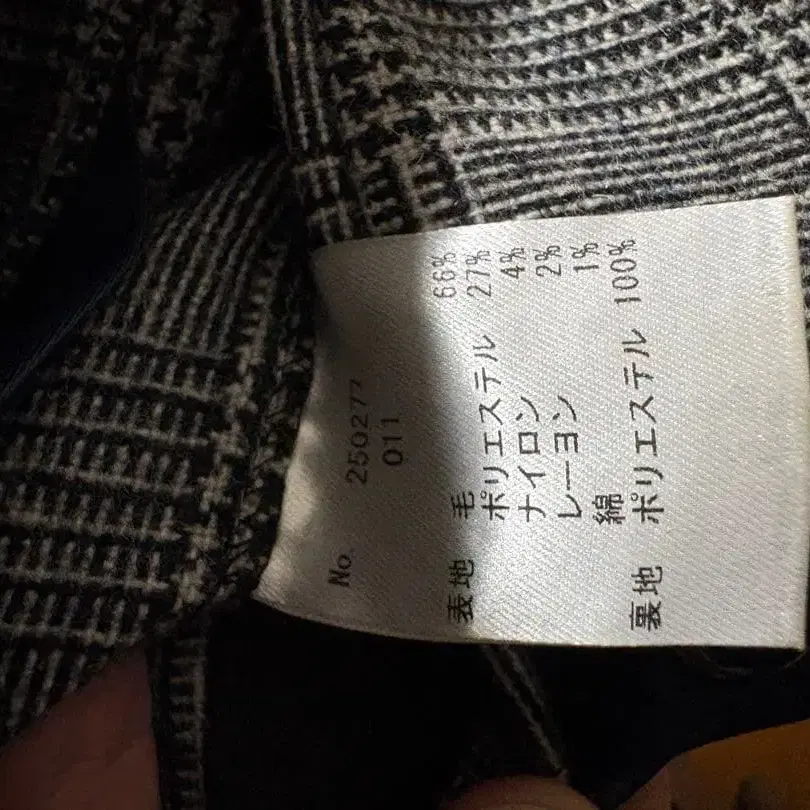 No. 250277
011
表地 毛 66%
ポリエステル 27%
ナイロン 4%
レーヨン 2%
綿 1%
裏地 ポリエステル 100%